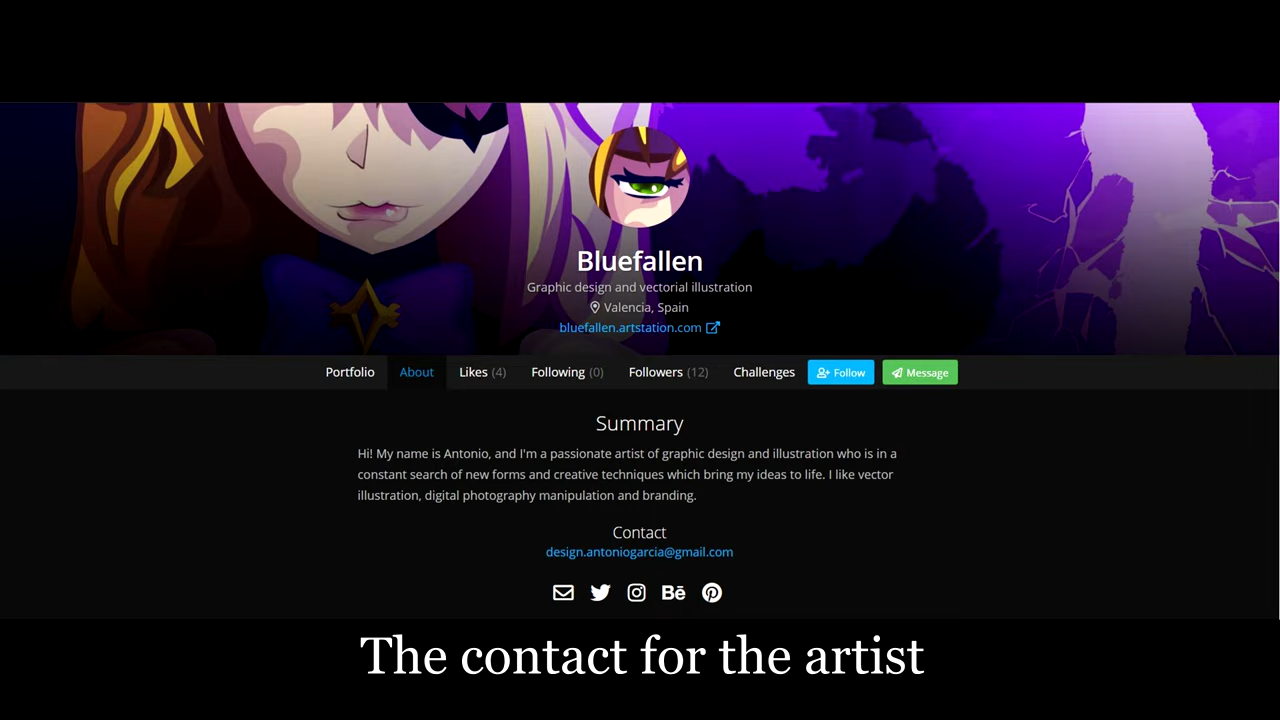 Bluefallen
Graphic design and vectorial illustration
Valencia, Spain
bluefallen.artstation.com
Portfolio About Likes (4) Following (0) Followers (12) Challenges Follow Message
Summary
Hi! My name is Antonio, and I'm a passionate artist of graphic design and illustration who is in a
constant search of new forms and creative techniques which bring my ideas to life. I like vector
illustration, digital photography manipulation and branding.
Contact
design.antoniogarcia@gmail.com
Bē
The contact for the artist